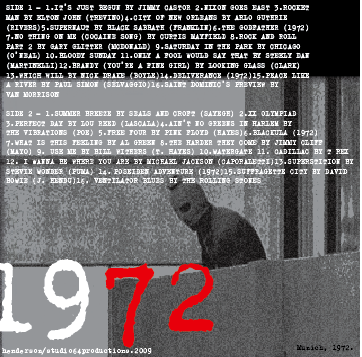 SIDE 1 - 1.IT'S JUST BEGUN BY JIMMY CASTOR 2.NIXON GOES EAST 3.ROCKET
MAN BY ELTON JOHN (TREVINO)4.CITY OF NEW ORLEANS BY ARLO GUTHRIE
(RIVERS)5.SUPERNAUT BY BLACK SABBATH (FRANKLIN)6.THE GODFATHER (1972)
7.NO THING ON ME (COCAINE SONG) BY CURTIS MAYFIELD 8.ROCK AND ROLL
PART 2 BY GARY GLITTER (MCDONALD) 9.SATURDAY IN THE PARK BY CHICAGO
(O'NEAL) 10.BLOODY SUNDAY 11.ONLY A FOOL WOULD SAY THAT BY STEELY DAN
(MARTINELLI)12.BRANDY (YOU'RE A FINE GIRL) BY LOOKING GLASS (CLARK)
13.WHICH WILL BY NICK DRAKE (BOYLE)14.DELIVERANCE (1972)15.PEACE LIKE
A RIVER BY PAUL SIMON (SELVAGGIO)16.SAINT DOMINIC'S PREVIEW BY
VAN MORRISON
SIDE 2 - 1.SUMMER BREEZE BY SEALS AND CROFT (SAYEGH) 2.XX OLYMPIAD
3.PERFECT DAY BY LOU REED (LASCALA)4.AIN'T NO GREENS IN HARLEM BY
THE VIBRATIONS (POE) 5.FREE FOUR BY PINK FLOYD (HAYES)6.BLACULA (1972)
7.WHAT IS THIS FEELING BY AL GREEN 8.THE HARDER THEY COME BY JIMMY CLIFF
(MAYO) 9. USE ME BY BILL WITHERS (T. HAYES) 10.WATERGATE 11. CADILLAC BY T REX
12. I WANNA BE WHERE YOU ARE BY MICHAEL JACKSON (CAPORALETTI)13.SUPERSTITION BY
STEVIE WONDER (PUMA) 14. POSEIDEN ADVENTURE (1972)15.SUFFRAGETTE CITY BY DAVID
BOWIE (J. HENDU)16. VENTILATOR BLUES BY THE ROLLING STONES
1972
henderson/studio64productions.2009
Munich, 1972.